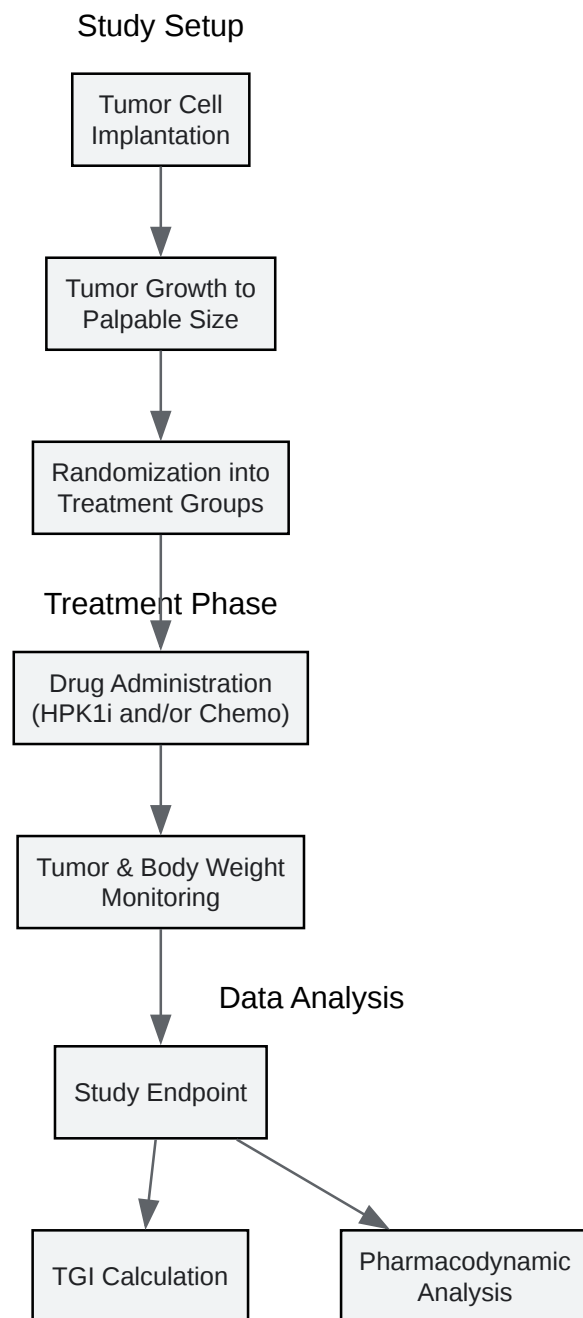 Study Setup
Tumor Cell
Implantation
Tumor Growth to
Palpable Size
Randomization into
Treatment Groups
Treatment Phase
Drug Administration
(HPK1i and/or Chemo)
Tumor & Body Weight
Monitoring
Data Analysis
Study Endpoint
TGI Calculation
Pharmacodynamic
Analysis